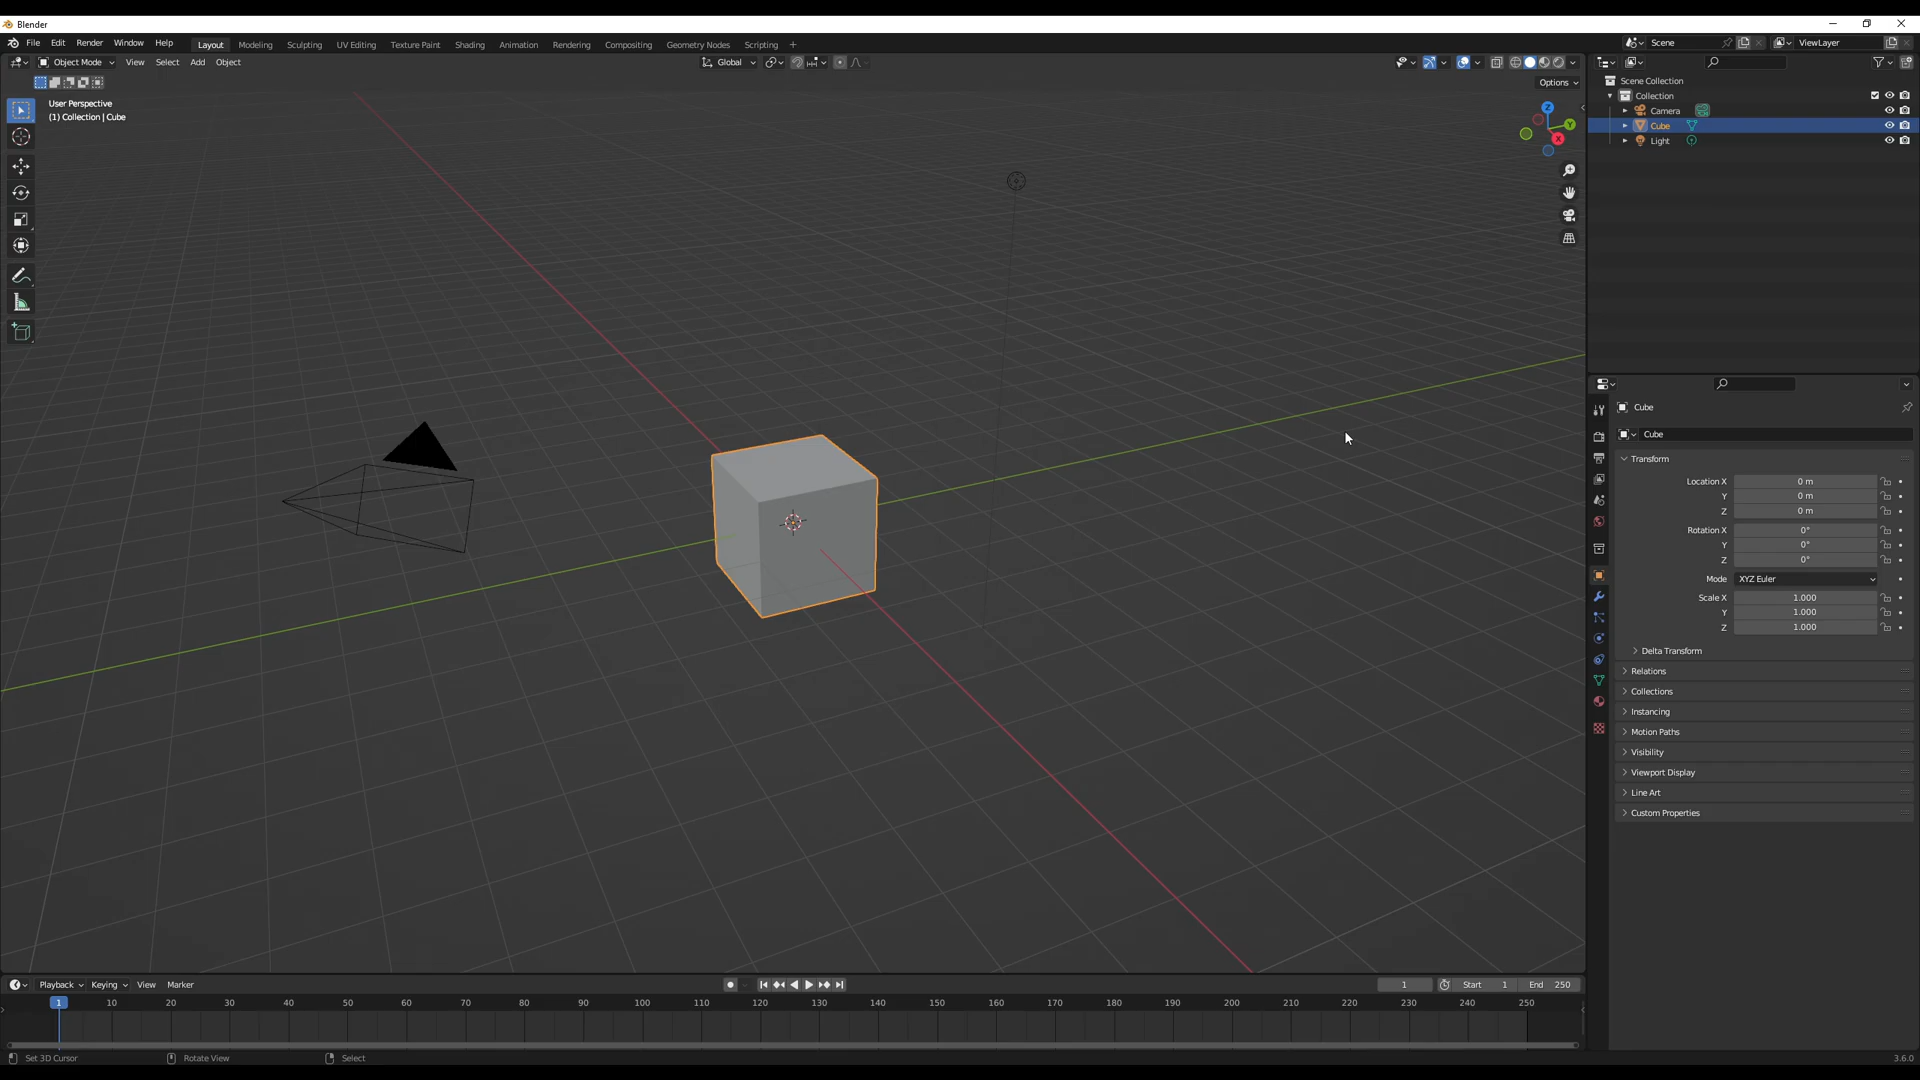 Blender
File Edit Render Window Help Layout Modeling Sculpting UV Editing Texture Paint Shading Animation Rendering Compositing Geometry Nodes Scripting + Scene ViewLayer
Object Mode View Select Add Object Global
Options
User Perspective
(1) Collection | Cube
Z
Y
X
Scene Collection
Collection
Camera
Cube
Light
Cube
Cube
Transform
Location X 0 m
Y 0 m
Z 0 m
Rotation X 0°
Y 0°
Z 0°
Mode XYZ Euler
Scale X 1.000
Y 1.000
Z 1.000
Delta Transform
Relations
Collections
Instancing
Motion Paths
Visibility
Viewport Display
Line Art
Custom Properties
Playback Keying View Marker 1 Start 1 End 250
1 10 20 30 40 50 60 70 80 90 100 110 120 130 140 150 160 170 180 190 200 210 220 230 240 250
Set 3D Cursor Rotate View Select 3.6.0